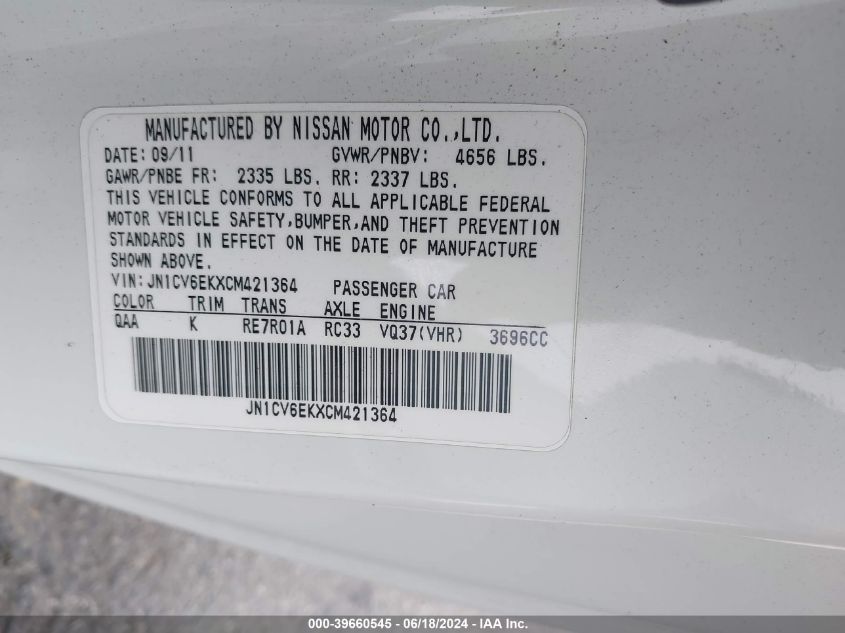 MANUFACTURED BY NISSAN MOTOR CO.,LTD.
DATE: 09/11 GVWR/PNBV: 4656 LBS.
GAWR/PNBE FR: 2335 LBS. RR: 2337 LBS.
THIS VEHICLE CONFORMS TO ALL APPLICABLE FEDERAL
MOTOR VEHICLE SAFETY,BUMPER,AND THEFT PREVENTION
STANDARDS IN EFFECT ON THE DATE OF MANUFACTURE
SHOWN ABOVE.
VIN:JN1CV6EKXCM421364 PASSENGER CAR
COLOR TRIM TRANS AXLE ENGINE
QAA K RE7R01A RC33 VQ37(VHR) 3696CC
JN1CV6EKXCM421364
000-39660545 - 06/18/2024 - IAA Inc.